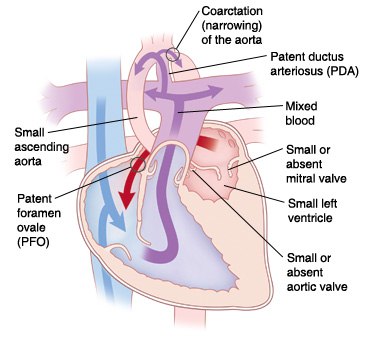 Coarctation
(narrowing)
of the aorta
Patent ductus
arteriosus (PDA)
Mixed
blood
Small
ascending
aorta
Small or
absent
mitral valve
Patent
foramen
ovale
(PFO)
Small left
ventricle
Small or
absent
aortic valve